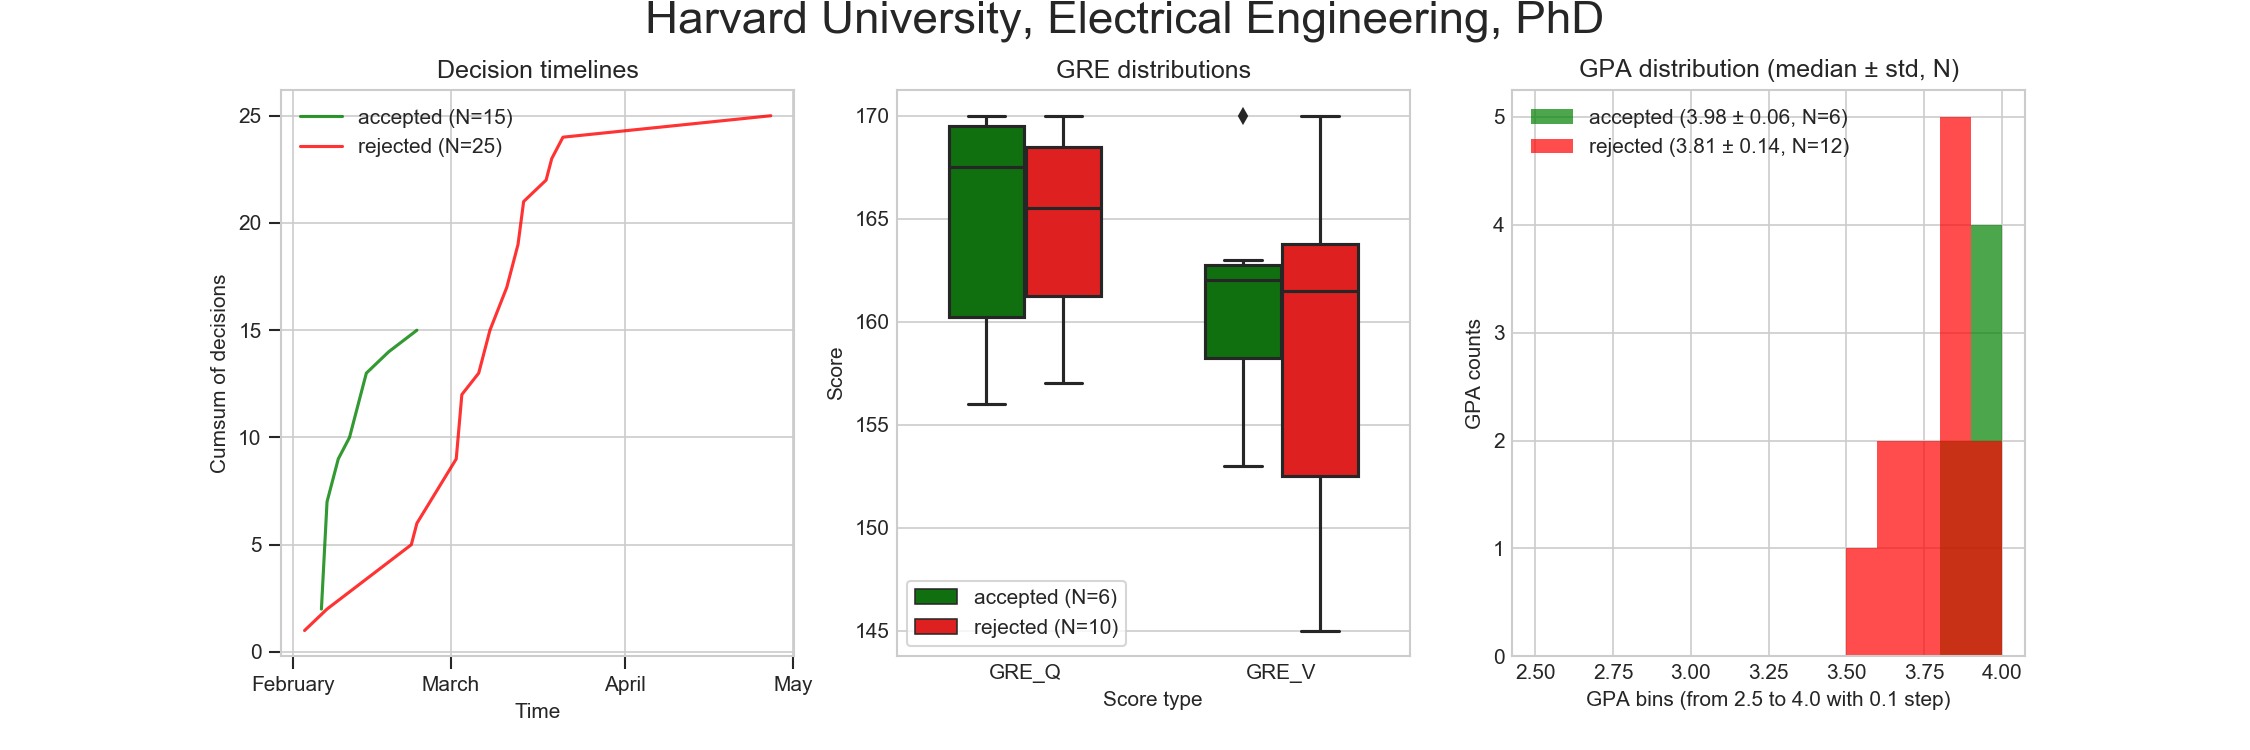 Harvard University, Electrical Engineering, PhD
Decision timelines
accepted (N=15)
rejected (N=25)
25
20
15
10
5
0
Cumsum of decisions
February
March
April
May
Time
GRE distributions
170
165
160
155
150
145
Score
accepted (N=6)
rejected (N=10)
GRE_Q
GRE_V
Score type
GPA distribution (median ± std, N)
accepted (3.98 ± 0.06, N=6)
rejected (3.81 ± 0.14, N=12)
5
4
3
2
1
0
GPA counts
2.50
2.75
3.00
3.25
3.50
3.75
4.00
GPA bins (from 2.5 to 4.0 with 0.1 step)